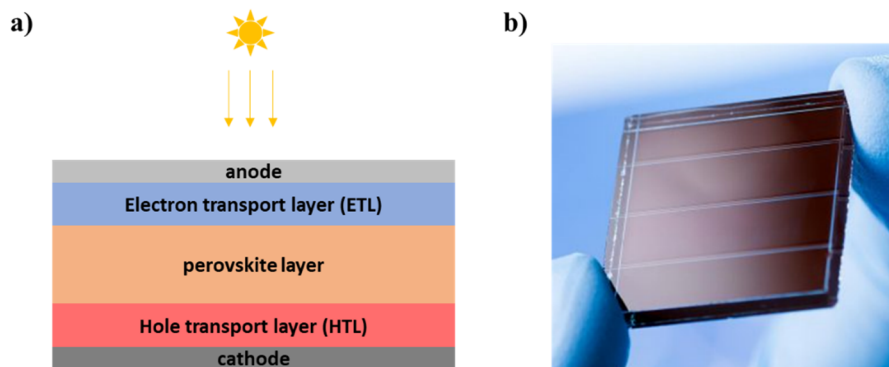 a)
b)
anode
Electron transport layer (ETL)
perovskite layer
Hole transport layer (HTL)
cathode